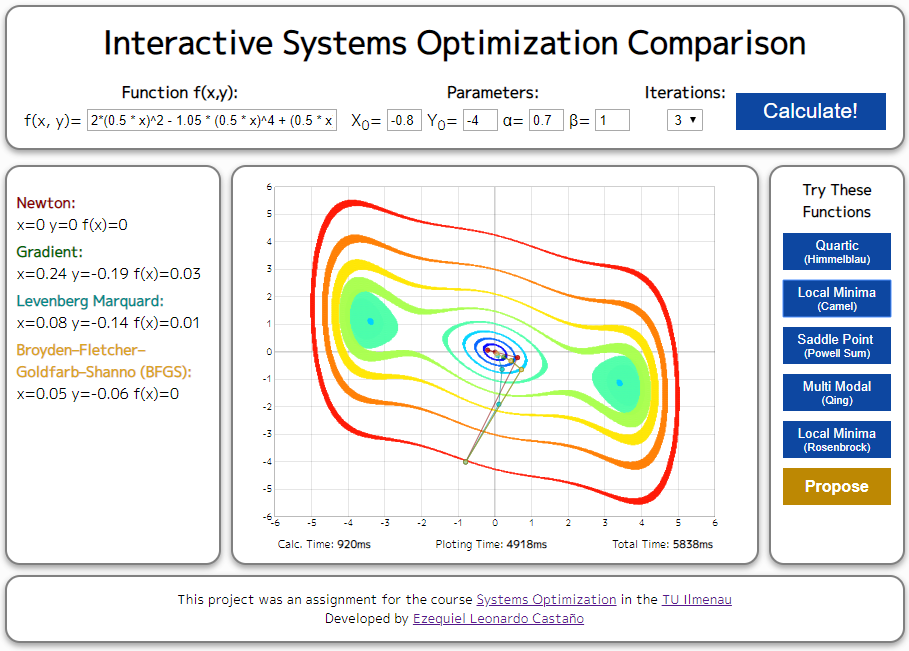 Interactive Systems Optimization Comparison
Function f(x,y): Parameters: Iterations:
f(x, y)= 2*(0.5 * x)^2 - 1.05 * (0.5 * x)^4 + (0.5 * x X0= -0.8 Y0= -4 α= 0.7 β= 1 3 Calculate!
Newton:
x=0 y=0 f(x)=0
Gradient:
x=0.24 y=-0.19 f(x)=0.03
Levenberg Marquard:
x=0.08 y=-0.14 f(x)=0.01
Broyden–Fletcher–
Goldfarb–Shanno (BFGS):
x=0.05 y=-0.06 f(x)=0
6
5
4
3
2
1
0
-1
-2
-3
-4
-5
-6
-6 -5 -4 -3 -2 -1 0 1 2 3 4 5 6
Calc. Time: 920ms Ploting Time: 4918ms Total Time: 5838ms
Try These
Functions
Quartic
(Himmelblau)
Local Minima
(Camel)
Saddle Point
(Powell Sum)
Multi Modal
(Qing)
Local Minima
(Rosenbrock)
Propose
This project was an assignment for the course Systems Optimization in the TU Ilmenau
Developed by Ezequiel Leonardo Castaño